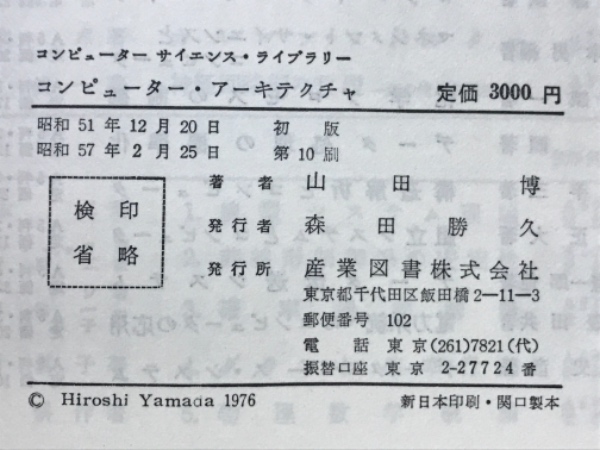 コンピューター サイエンス・ライブラリー
コンピューター・アーキテクチャ 定価 3000 円
昭和 51 年 12 月 20 日 初 版
昭和 57 年 2 月 25 日 第 10 刷
検 印
省 略
著 者 山 田 博
発 行 者 森 田 勝 久
発 行 所 産 業 図 書 株 式 会 社
東京都千代田区飯田橋 2―11―3
郵便番号 102
電 話 東 京 (261)7821 (代)
振替口座 東 京 2-27724 番
© Hiroshi Yamada 1976 新日本印刷・関口製本